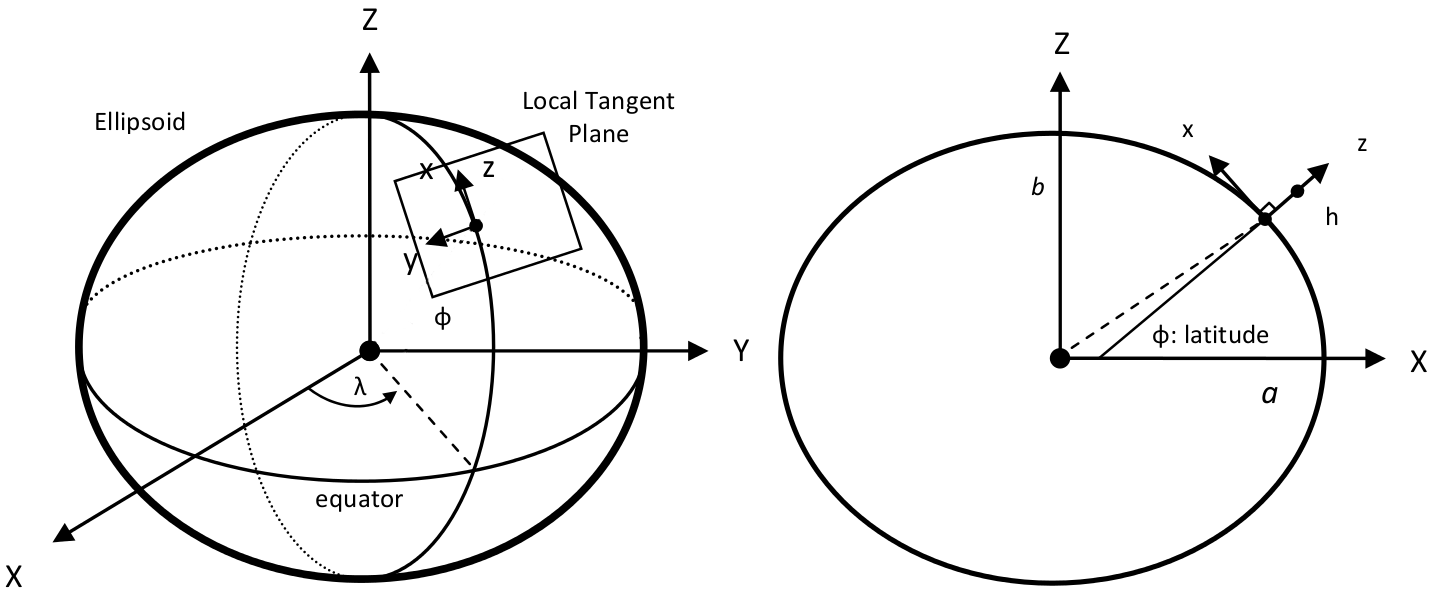 Z
Ellipsoid
Local Tangent
Plane
x
z
y
ϕ
Y
λ
equator
X
Z
x
z
b
h
ϕ: latitude
X
a